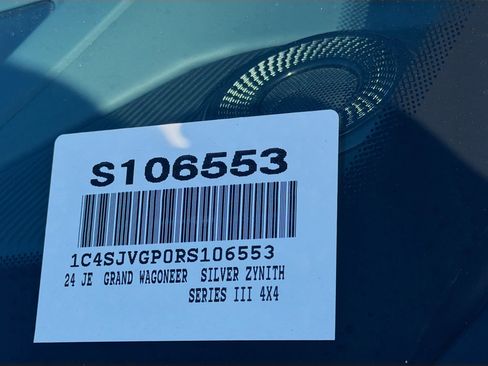 S106553
1C4SJVGP0RS106553
24 JE GRAND WAGONEER SILVER ZYNITH
SERIES III 4X4